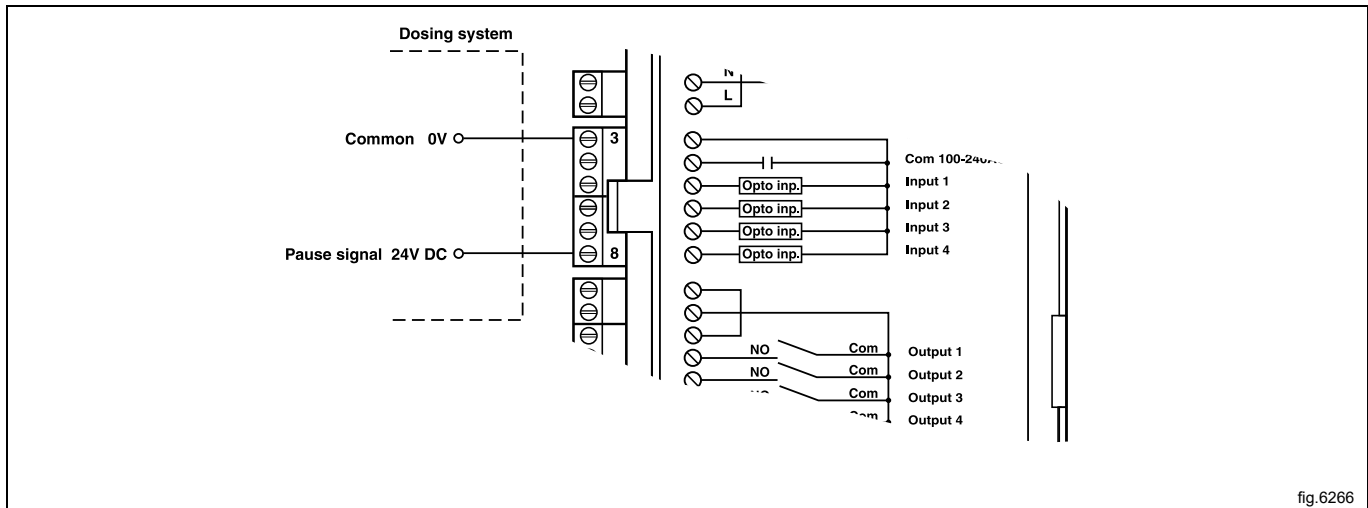 Dosing system
N
L
Common 0V
3
Com
Opto inp. Input 1
Opto inp. Input 2
Opto inp. Input 3
Pause signal 24V DC
8
Opto inp. Input 4
NO Com Output 1
NO Com Output 2
Com Output 3
Com Output 4
fig.6266